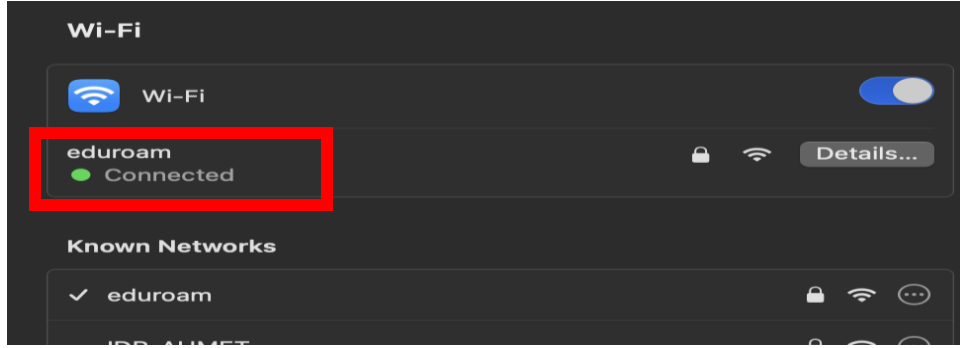 Wi-Fi
Wi-Fi
eduroam
Connected
Details...
Known Networks
eduroam